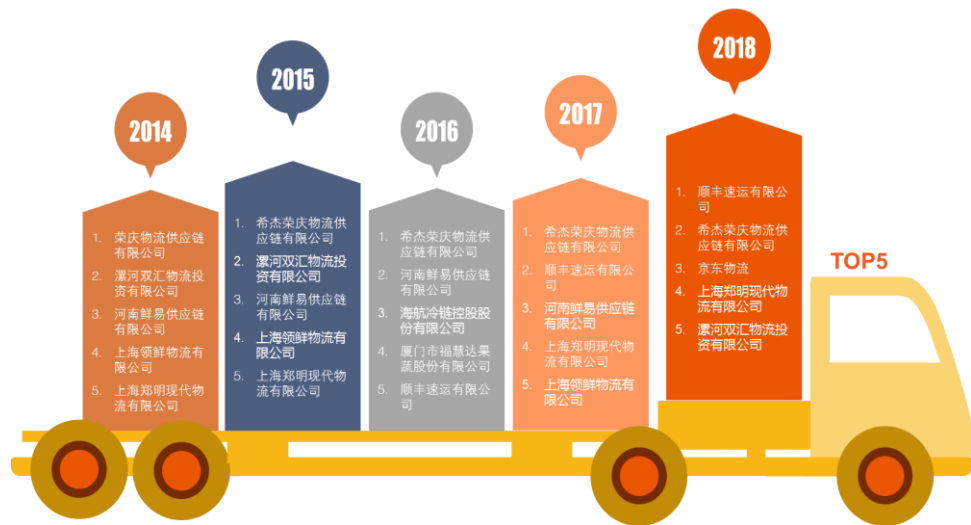 2014
1. 荣庆物流供应链
有限公司
2. 漯河双汇物流投
资有限公司
3. 河南鲜易供应链
有限公司
4. 上海领鲜物流有
限公司
5. 上海郑明现代物
流有限公司
2015
1. 希杰荣庆物流供
应链有限公司
2. 漯河双汇物流投
资有限公司
3. 河南鲜易供应链
有限公司
4. 上海领鲜物流有
限公司
5. 上海郑明现代物
流有限公司
2016
1. 希杰荣庆物流供
应链有限公司
2. 河南鲜易供应链
有限公司
3. 海航冷链控股股
份有限公司
4. 厦门市福慧达果
蔬股份有限公司
5. 顺丰速运有限公
司
2017
1. 希杰荣庆物流供
应链有限公司
2. 顺丰速运有限公
司
3. 河南鲜易供应链
有限公司
4. 上海郑明现代物
流有限公司
5. 上海领鲜物流有
限公司
2018
1. 顺丰速运有限公
司
2. 希杰荣庆物流供
应链有限公司
3. 京东物流
4. 上海郑明现代物
流有限公司
5. 漯河双汇物流投
资有限公司
TOP5